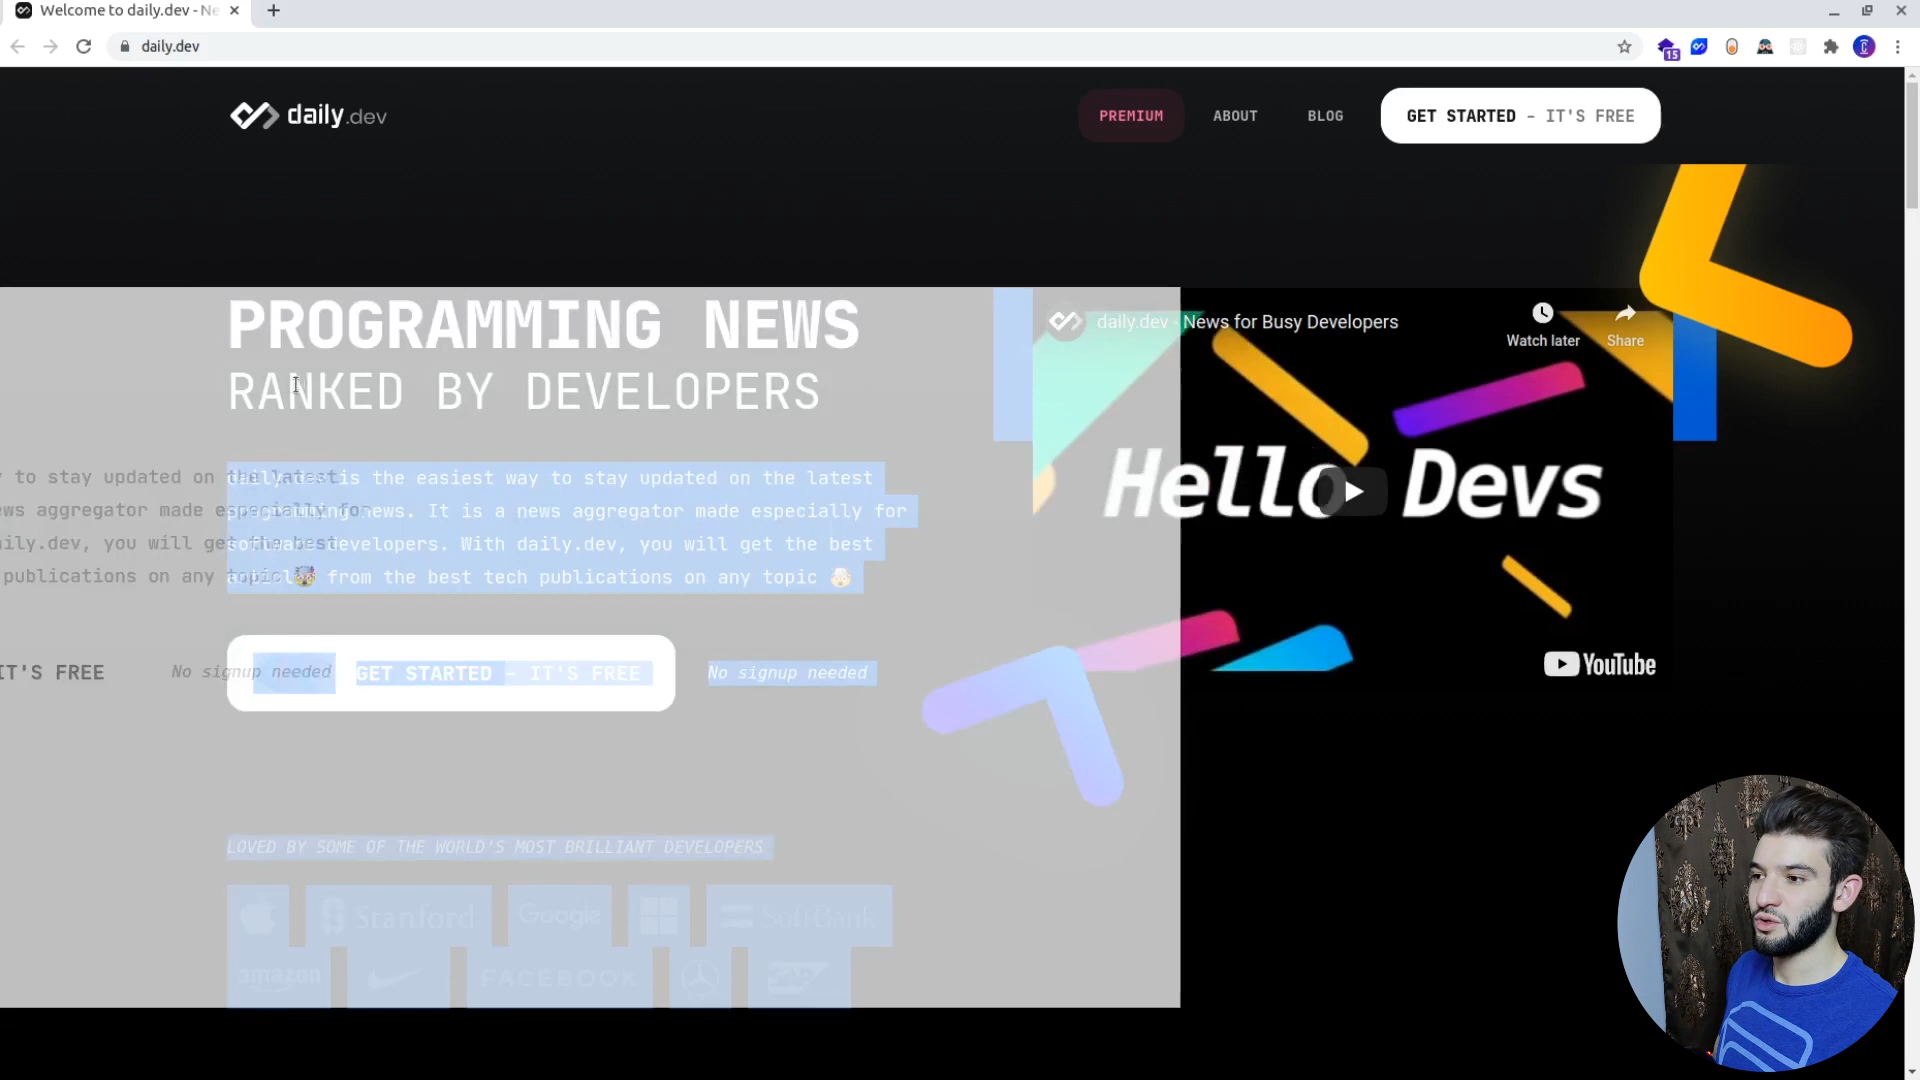 Welcome to daily.dev - Ne
daily.dev
15
daily.dev
PREMIUM
ABOUT
BLOG
GET STARTED - IT'S FREE
PROGRAMMING NEWS
RANKED BY DEVELOPERS
daily.dev · News for Busy Developers
Watch later
Share
Hello Devs
YouTube
y to stay updated on the latest
is the easiest way to stay updated on the latest
ews aggregator made especially for
programming news. It is a news aggregator made especially for
aily.dev, you will get the best
software developers. With daily.dev, you will get the best
publications on any topic 🤯
from the best tech publications on any topic 🤯
IT'S FREE
No signup needed
GET STARTED - IT'S FREE
No signup needed
LOVED BY SOME OF THE WORLD'S MOST BRILLIANT DEVELOPERS
Stanford
Google
SoftBank
amazon
FACEBOOK
SAP